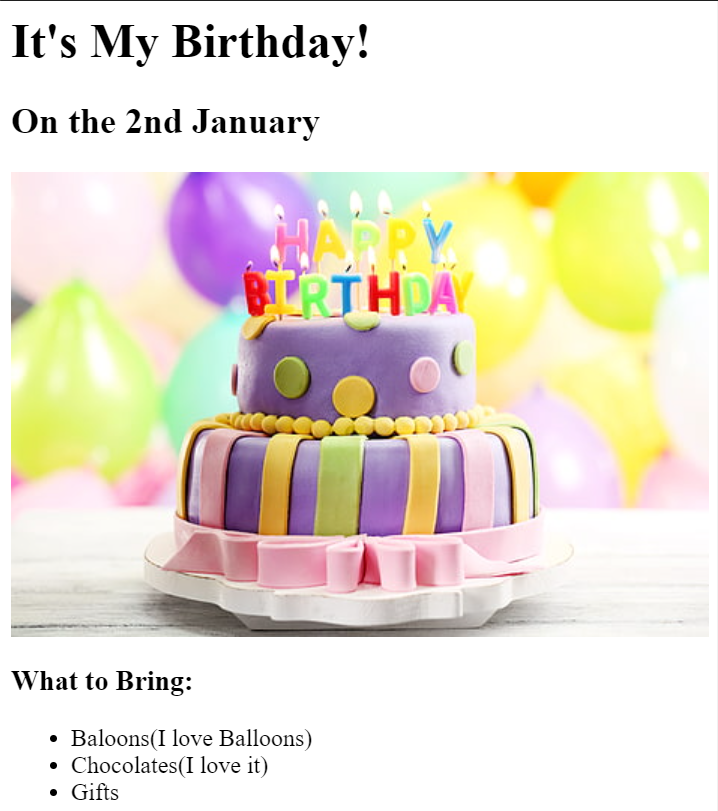 It's My Birthday!
On the 2nd January
HAPPY
BIRTHDAY
What to Bring:
Baloons(I love Balloons)
Chocolates(I love it)
Gifts